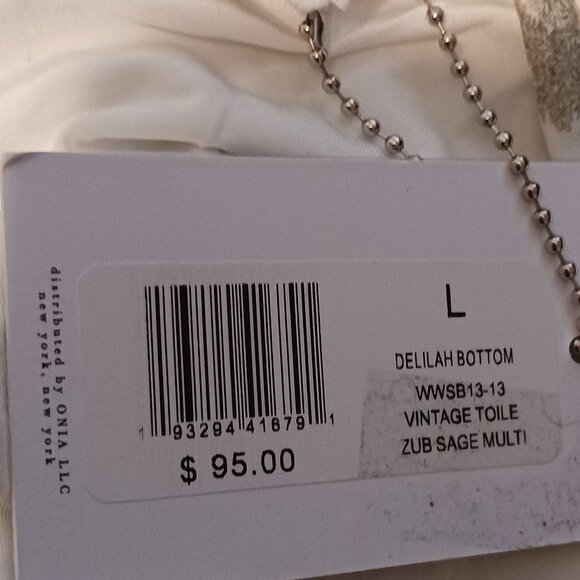 distributed by ONIA LLC
new york, new york
1 93294 41679 1
$ 95.00
L
DELILAH BOTTOM
WWSB13-13
VINTAGE TOILE
ZUB SAGE MULTI